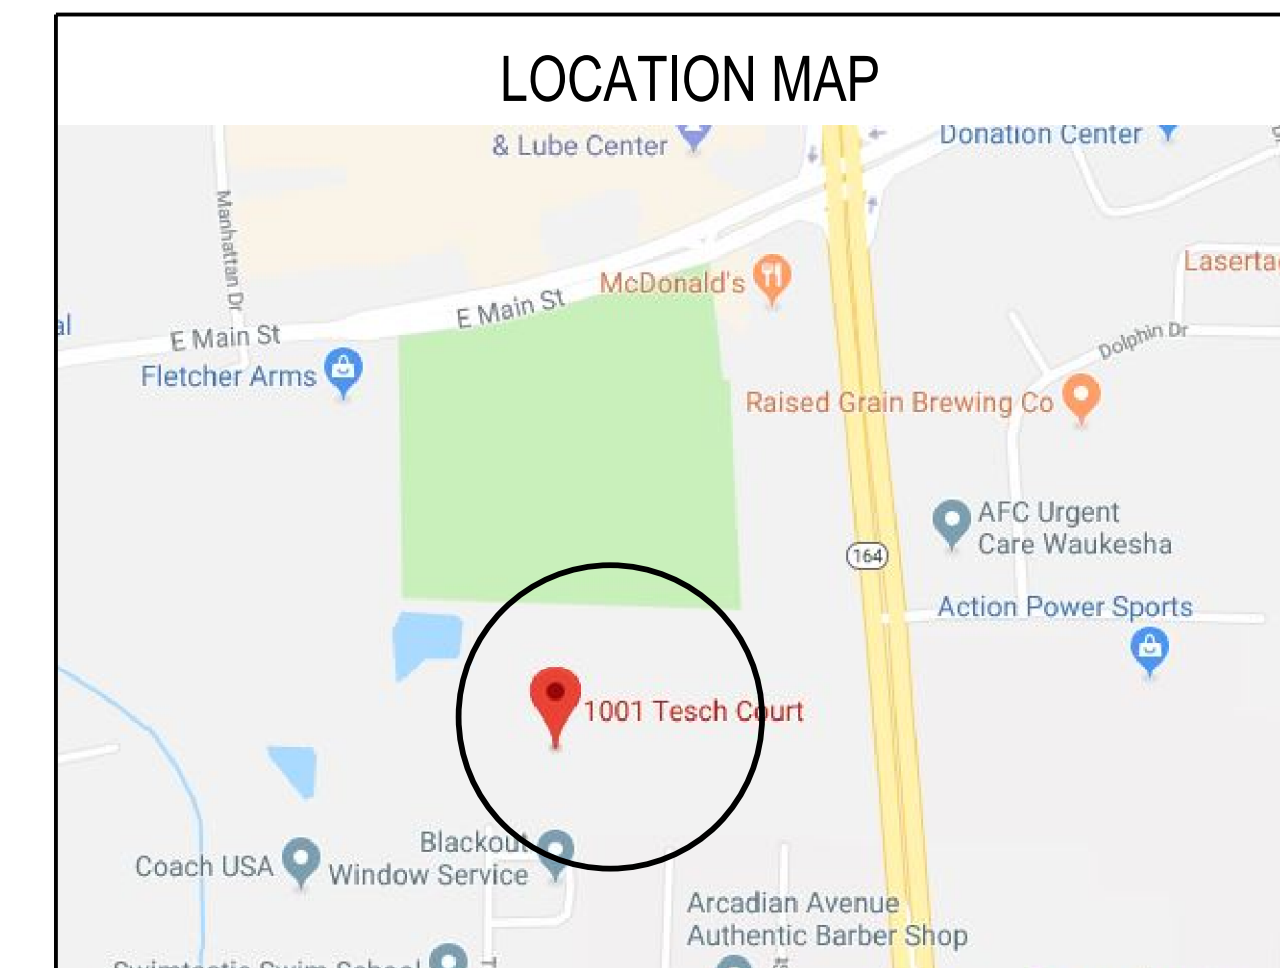 LOCATION MAP
& Lube Center
Donation Center
Manhattan Dr
McDonald's
E Main St
E Main St
Dolphin Dr
Fletcher Arms
Raised Grain Brewing Co
AFC Urgent
Care Waukesha
164
Action Power Sports
1001 Tesch Court
Blackout
Window Service
Coach USA
Arcadian Avenue
Authentic Barber Shop